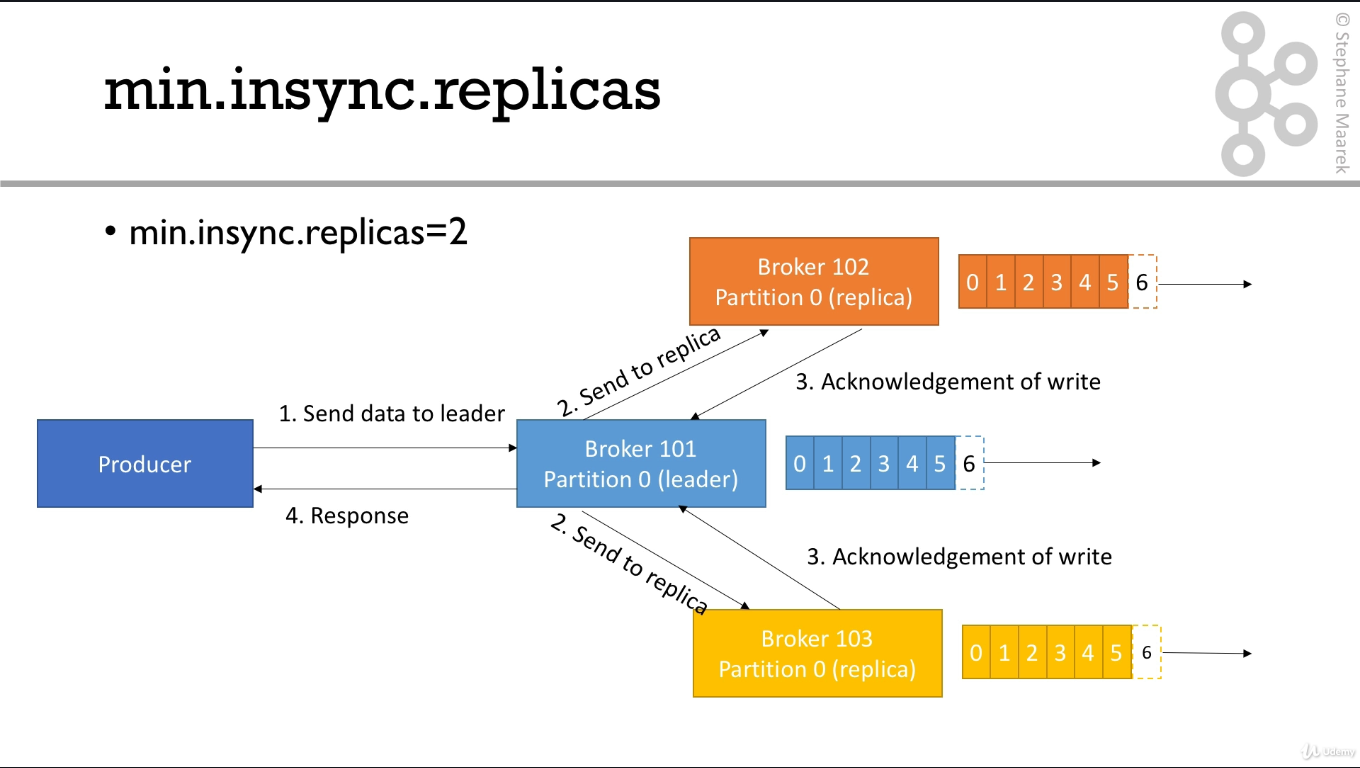 min.insync.replicas
© Stephane Maarek
• min.insync.replicas=2
Broker 102
Partition 0 (replica)
0 1 2 3 4 5 6
2. Send to replica
3. Acknowledgement of write
1. Send data to leader
Producer
Broker 101
Partition 0 (leader)
0 1 2 3 4 5 6
4. Response
2. Send to replica
3. Acknowledgement of write
Broker 103
Partition 0 (replica)
0 1 2 3 4 5 6
Udemy